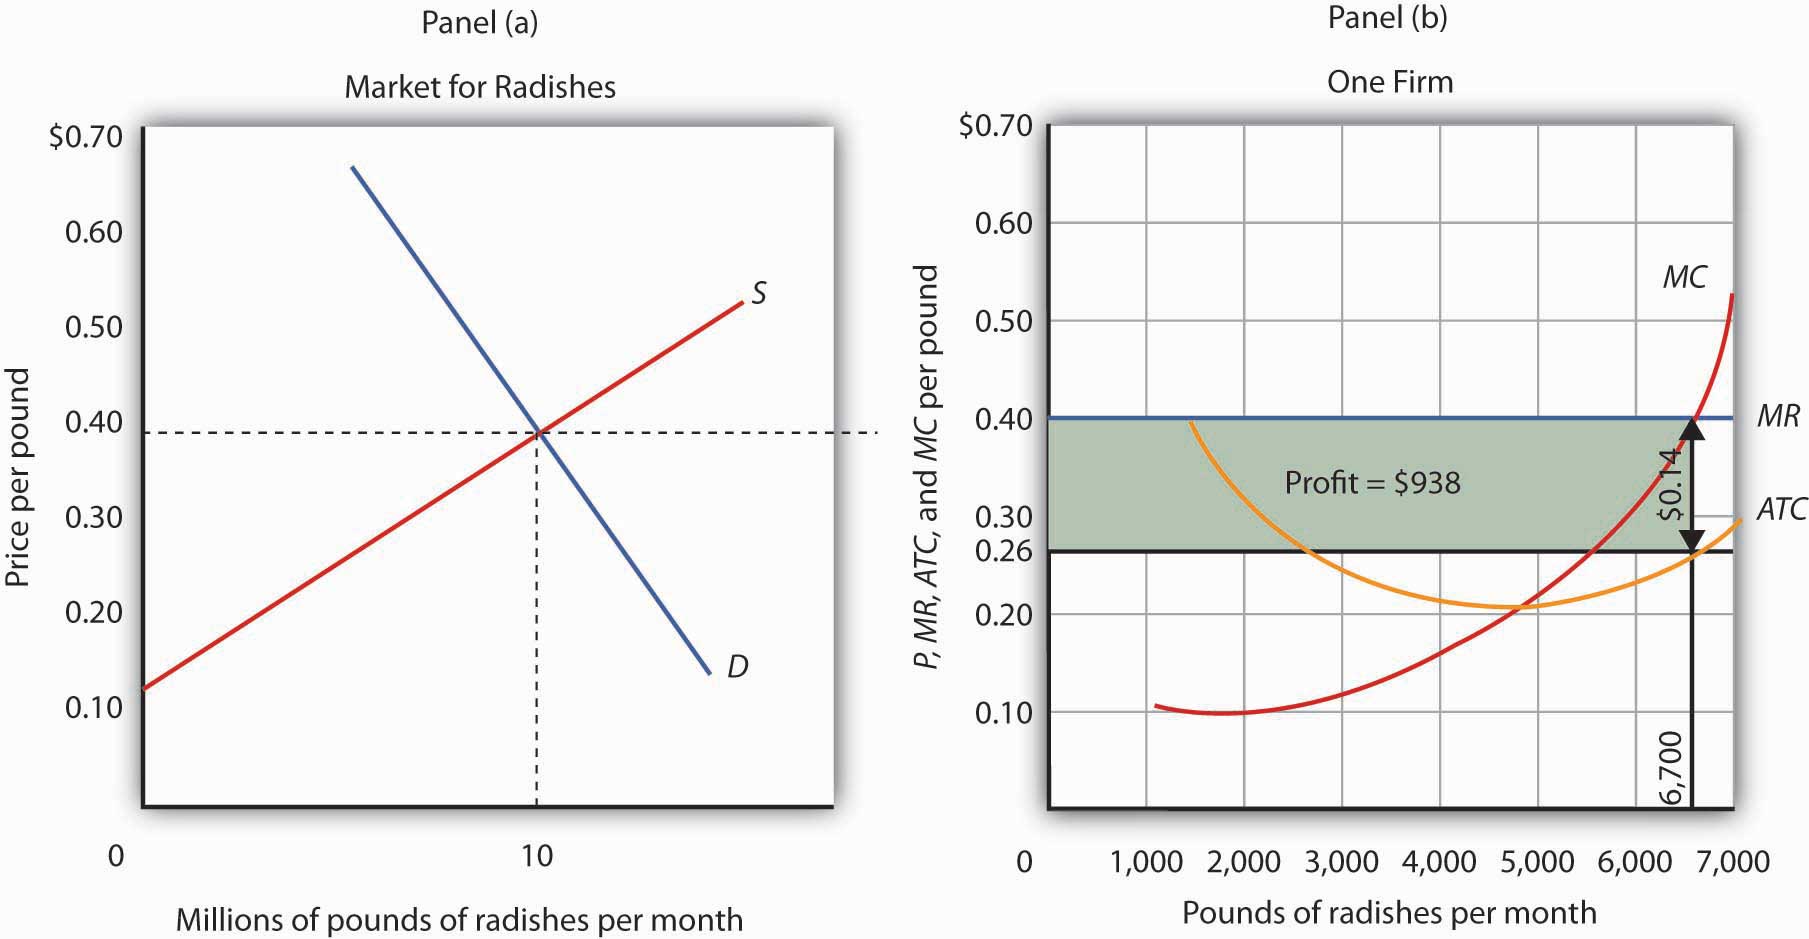 Panel (a)
Market for Radishes
Price per pound
$0.70
0.60
0.50
0.40
0.30
0.20
0.10
0
10
S
D
Millions of pounds of radishes per month
Panel (b)
One Firm
P, MR, ATC, and MC per pound
$0.70
0.60
0.50
0.40
0.30
0.26
0.20
0.10
0
1,000 2,000 3,000 4,000 5,000 6,000 7,000
MC
MR
ATC
Profit = $938
$0.14
6,700
Pounds of radishes per month